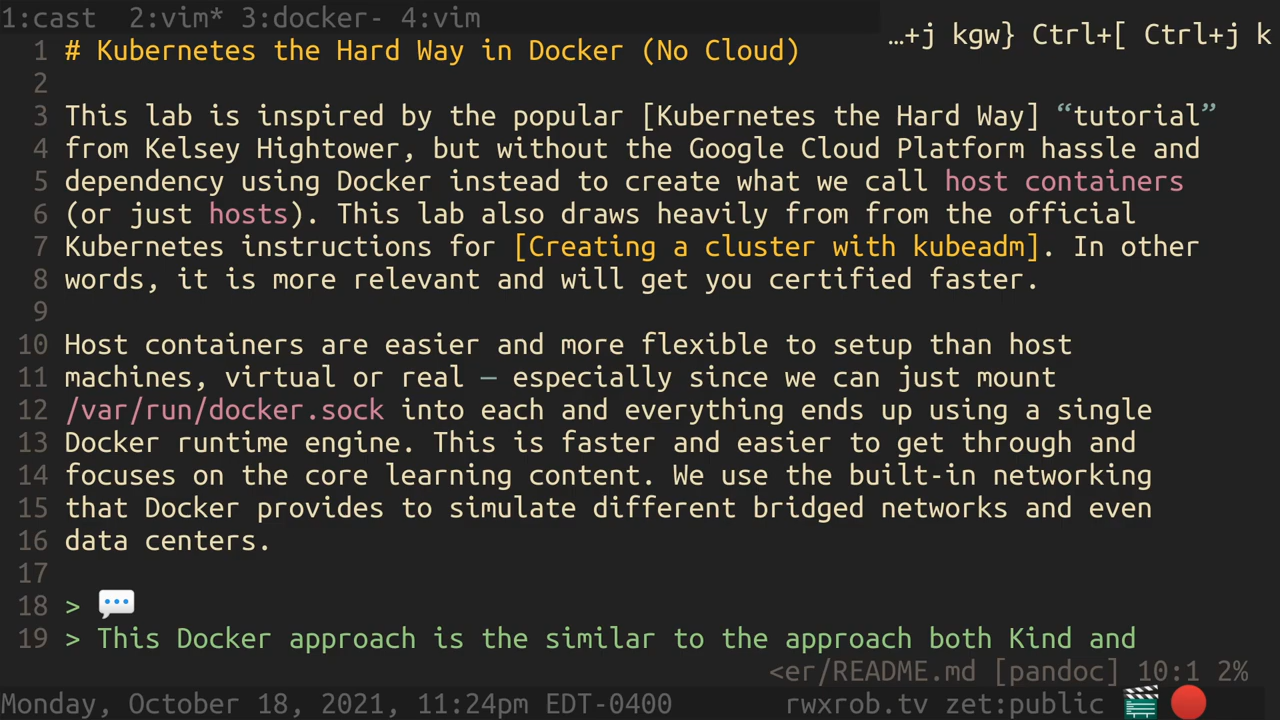 1:cast  2:vim* 3:docker- 4:vim
…+j kgw} Ctrl+[ Ctrl+j k
1 # Kubernetes the Hard Way in Docker (No Cloud)
2
3 This lab is inspired by the popular [Kubernetes the Hard Way] “tutorial”
4 from Kelsey Hightower, but without the Google Cloud Platform hassle and
5 dependency using Docker instead to create what we call host containers
6 (or just hosts). This lab also draws heavily from from the official
7 Kubernetes instructions for [Creating a cluster with kubeadm]. In other
8 words, it is more relevant and will get you certified faster.
9
10 Host containers are easier and more flexible to setup than host
11 machines, virtual or real — especially since we can just mount
12 /var/run/docker.sock into each and everything ends up using a single
13 Docker runtime engine. This is faster and easier to get through and
14 focuses on the core learning content. We use the built-in networking
15 that Docker provides to simulate different bridged networks and even
16 data centers.
17
18 > 💬
19 > This Docker approach is the similar to the approach both Kind and
<er/README.md [pandoc] 10:1 2%
Monday, October 18, 2021, 11:24pm EDT-0400 rwxrob.tv zet:public 🎬 🔴